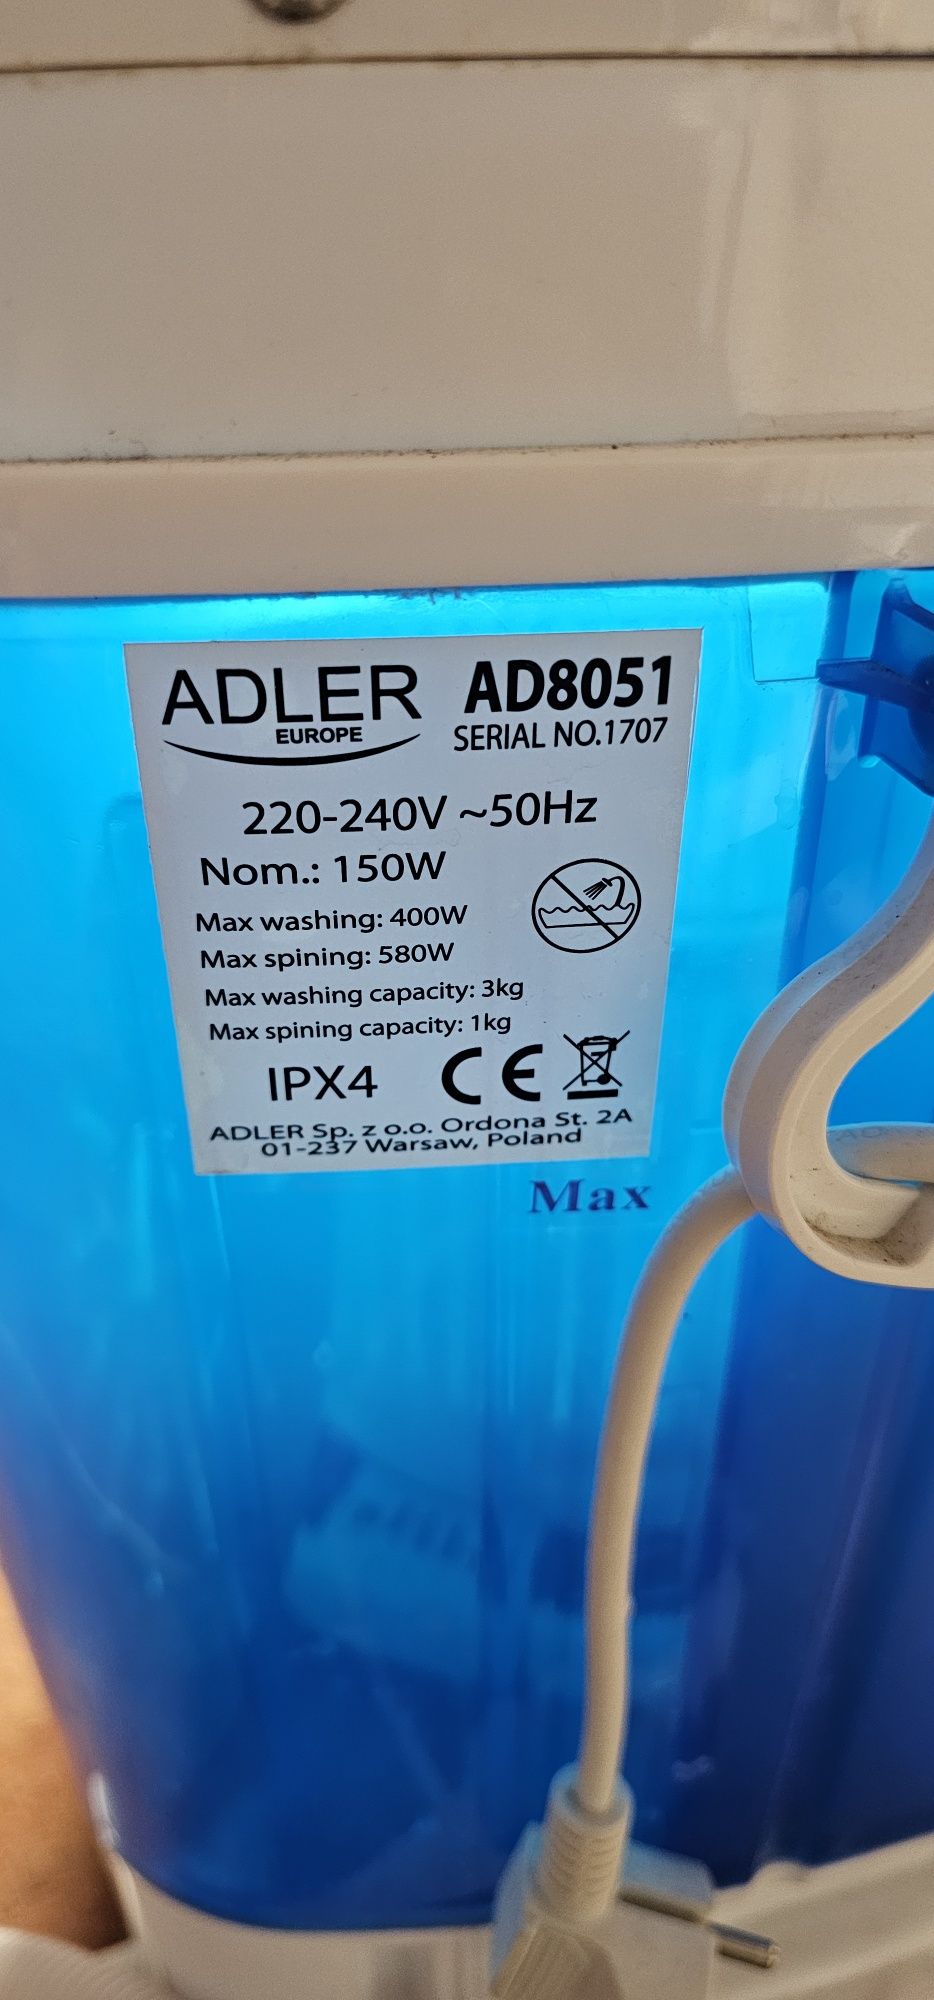 ADLER
EUROPE
AD8051
SERIAL NO.1707
220-240V ~50Hz
Nom.: 150W
Max washing: 400W
Max spining: 580W
Max washing capacity: 3kg
Max spining capacity: 1kg
IPX4 CE
ADLER Sp. z o.o. Ordona St. 2A
01-237 Warsaw, Poland
Max